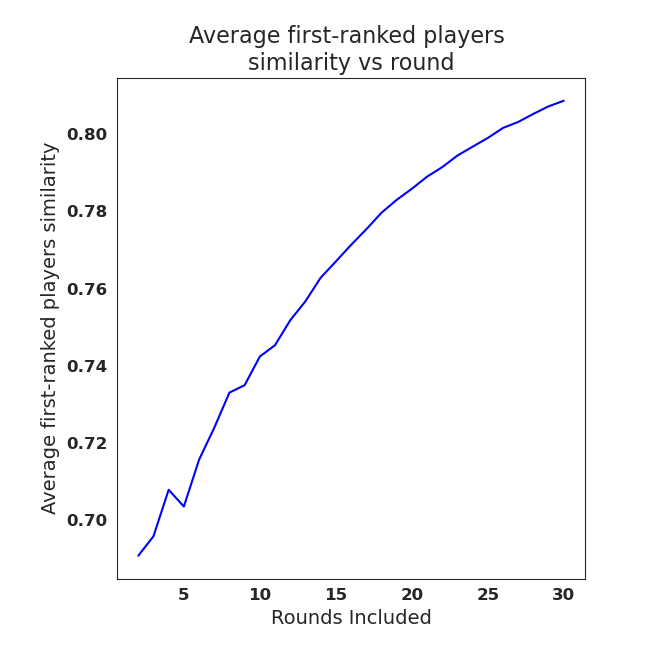 Average first-ranked players
similarity vs round
Average first-ranked players similarity
0.80
0.78
0.76
0.74
0.72
0.70
5 10 15 20 25 30
Rounds Included